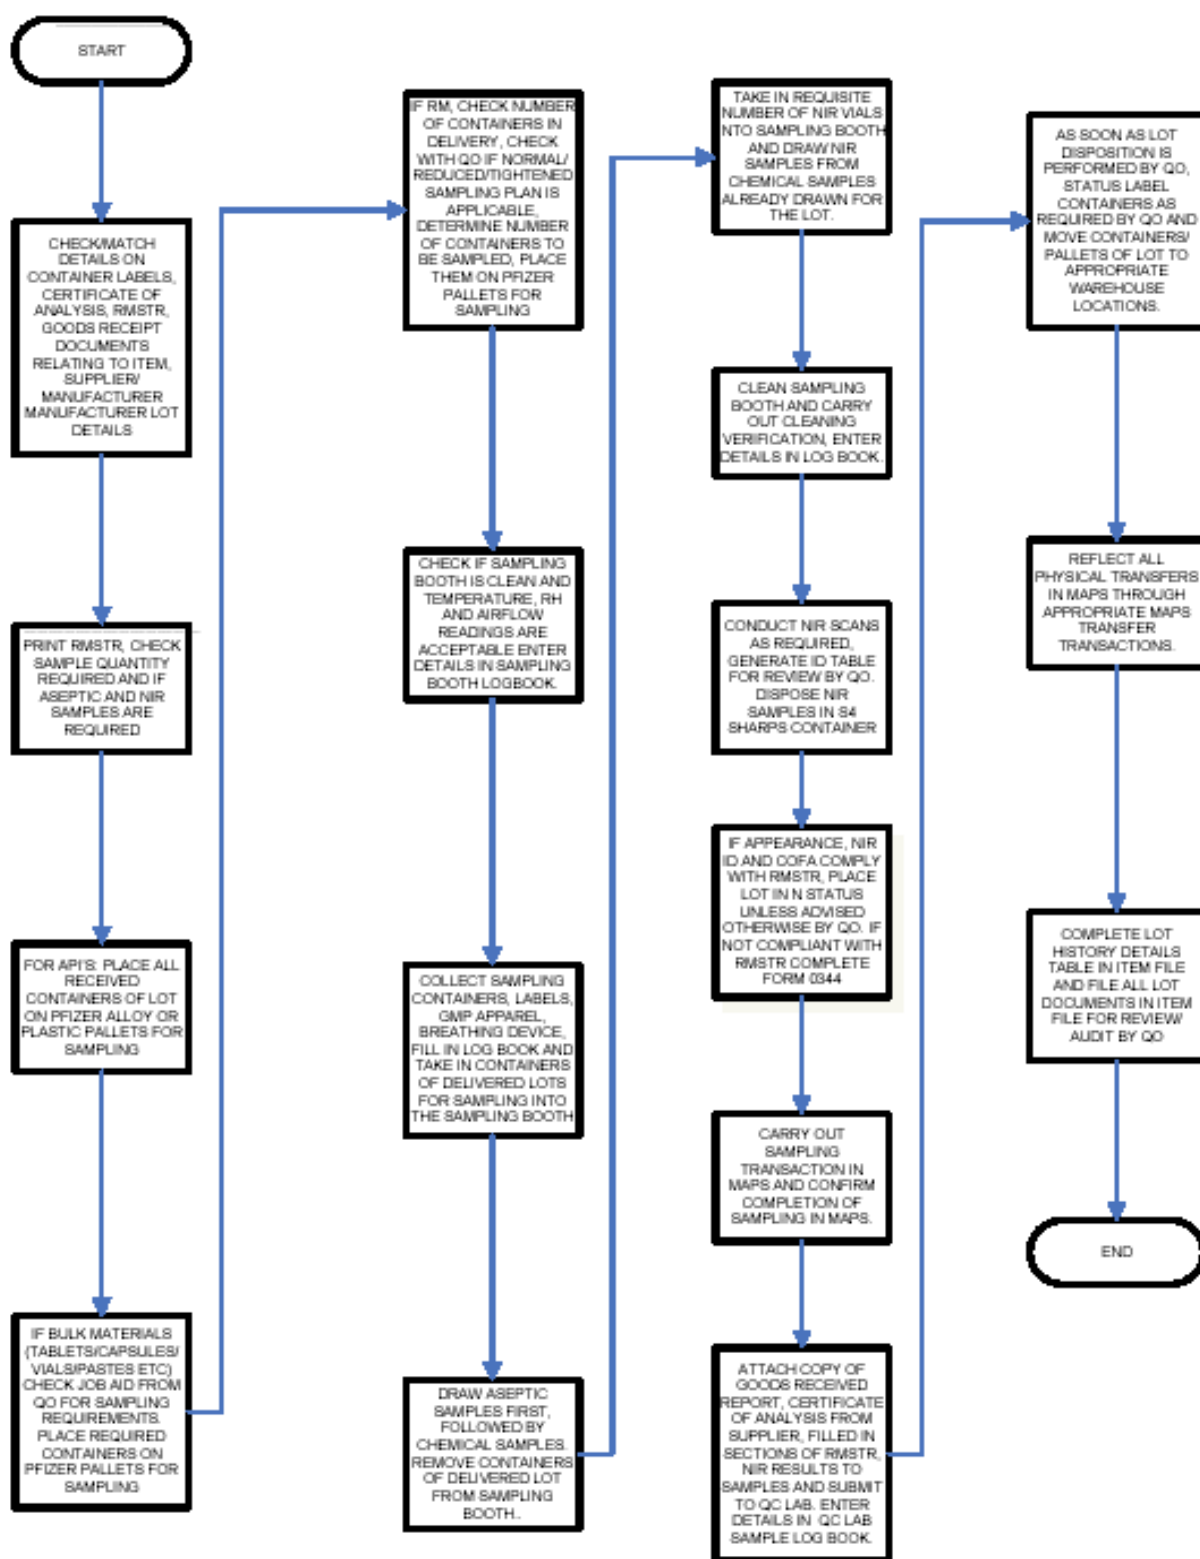 START
CHECK/MATCH
DETAILS ON
CONTAINER LABELS,
CERTIFICATE OF
ANALYSIS, RMSTR,
GOODS RECEIPT
DOCUMENTS
RELATING TO ITEM,
SUPPLIER/
MANUFACTURER
MANUFACTURER LOT
DETAILS
PRINT RMSTR, CHECK
SAMPLE QUANTITY
REQUIRED AND IF
ASEPTIC AND NIR
SAMPLES ARE
REQUIRED
FOR API'S: PLACE ALL
RECEIVED
CONTAINERS OF LOT
ON PFIZER ALLOY OR
PLASTIC PALLETS FOR
SAMPLING
IF BULK MATERIALS
(TABLETS/CAPSULES/
VIALS/PASTES ETC)
CHECK JOB AID FROM
QO FOR SAMPLING
REQUIREMENTS.
PLACE REQUIRED
CONTAINERS ON
PFIZER PALLETS FOR
SAMPLING
IF RM, CHECK NUMBER
OF CONTAINERS IN
DELIVERY, CHECK
WITH QO IF NORMAL/
REDUCED/TIGHTENED
SAMPLING PLAN IS
APPLICABLE,
DETERMINE NUMBER
OF CONTAINERS TO
BE SAMPLED, PLACE
THEM ON PFIZER
PALLETS FOR
SAMPLING
CHECK IF SAMPLING
BOOTH IS CLEAN AND
TEMPERATURE, RH
AND AIRFLOW
READINGS ARE
ACCEPTABLE ENTER
DETAILS IN SAMPLING
BOOTH LOGBOOK.
COLLECT SAMPLING
CONTAINERS, LABELS,
GMP APPAREL,
BREATHING DEVICE,
FILL IN LOG BOOK AND
TAKE IN CONTAINERS
OF DELIVERED LOTS
FOR SAMPLING INTO
THE SAMPLING BOOTH
DRAW ASEPTIC
SAMPLES FIRST,
FOLLOWED BY
CHEMICAL SAMPLES.
REMOVE CONTAINERS
OF DELIVERED LOT
FROM SAMPLING
BOOTH..
TAKE IN REQUISITE
NUMBER OF NIR VIALS
NTO SAMPLING BOOTH
AND DRAW NIR
SAMPLES FROM
CHEMICAL SAMPLES
ALREADY DRAWN FOR
THE LOT.
CLEAN SAMPLING
BOOTH AND CARRY
OUT CLEANING
VERIFICATION, ENTER
DETAILS IN LOG BOOK.
CONDUCT NIR SCANS
AS REQUIRED,
GENERATE ID TABLE
FOR REVIEW BY QO.
DISPOSE NIR
SAMPLES IN S4
SHARPS CONTAINER
IF APPEARANCE, NIR
ID AND COFA COMPLY
WITH RMSTR, PLACE
LOT IN N STATUS
UNLESS ADVISED
OTHERWISE BY QO. IF
NOT COMPLIANT WITH
RMSTR COMPLETE
FORM 0344
CARRY OUT
SAMPLING
TRANSACTION IN
MAPS AND CONFIRM
COMPLETION OF
SAMPLING IN MAPS.
ATTACH COPY OF
GOODS RECEIVED
REPORT, CERTIFICATE
OF ANALYSIS FROM
SUPPLIER, FILLED IN
SECTIONS OF RMSTR,
NIR RESULTS TO
SAMPLES AND SUBMIT
TO QC LAB. ENTER
DETAILS IN QC LAB
SAMPLE LOG BOOK.
AS SOON AS LOT
DISPOSITION IS
PERFORMED BY QO,
STATUS LABEL
CONTAINERS AS
REQUIRED BY QO AND
MOVE CONTAINERS/
PALLETS OF LOT TO
APPROPRIATE
WAREHOUSE
LOCATIONS.
REFLECT ALL
PHYSICAL TRANSFERS
IN MAPS THROUGH
APPROPRIATE MAPS
TRANSFER
TRANSACTIONS.
COMPLETE LOT
HISTORY DETAILS
TABLE IN ITEM FILE
AND FILE ALL LOT
DOCUMENTS IN ITEM
FILE FOR REVIEW/
AUDIT BY QO
END